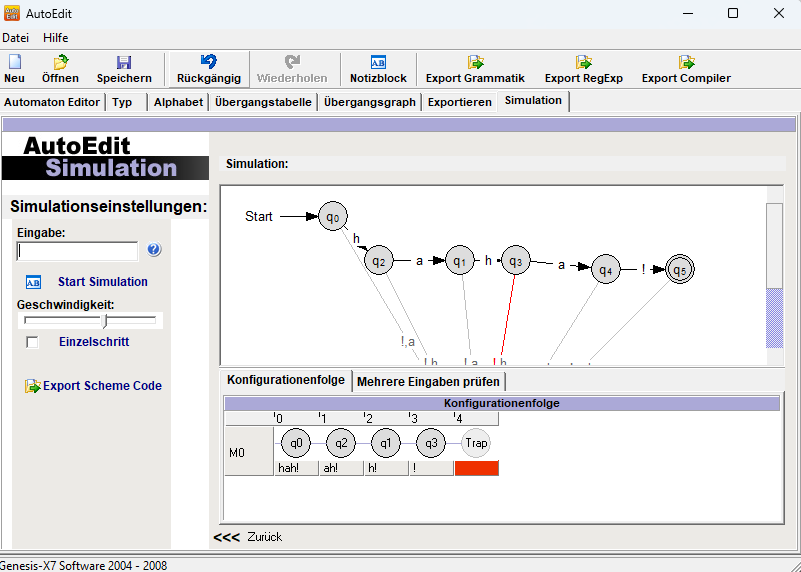 AutoEdit
Datei Hilfe
Neu Öffnen Speichern Rückgängig Wiederholen Notizblock Export Grammatik Export RegExp Export Compiler
Automaton Editor Typ Alphabet Übergangstabelle Übergangsgraph Exportieren Simulation
AutoEdit
Simulation
Simulationseinstellungen:
Eingabe:
AB Start Simulation
Geschwindigkeit:
Einzelschritt
Export Scheme Code
Simulation:
Start q0
h
q2 a q1 h q3 a q4 ! q5
!,a
! h ! a ! h
Konfigurationenfolge Mehrere Eingaben prüfen
Konfigurationenfolge
'0 '1 '2 '3 '4
M0 q0 q2 q1 q3 Trap
hah! ah! h! !
<<< Zurück
Genesis-X7 Software 2004 - 2008